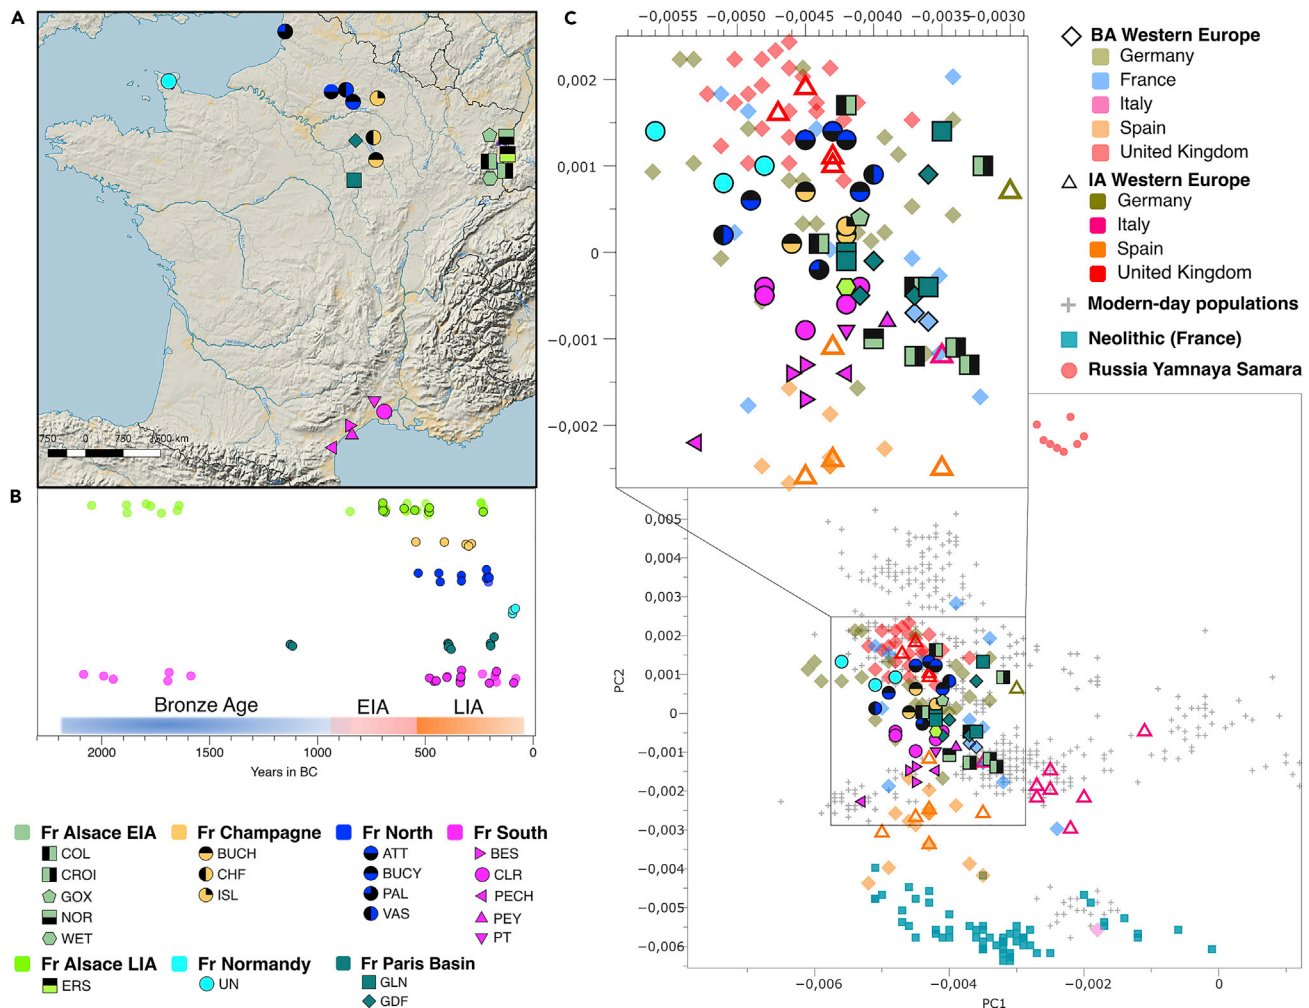 A
750 0 750 1500 km
B
Bronze Age EIA LIA
2000 1500 1000 500 0
Years in BC
Fr Alsace EIA
COL
CROI
GOX
NOR
WET
Fr Alsace LIA
ERS
Fr Champagne
BUCH
CHF
ISL
Fr Normandy
UN
Fr North
ATT
BUCY
PAL
VAS
Fr Paris Basin
GLN
GDF
Fr South
BES
CLR
PECH
PEY
PT
C
−0,0055 −0,0050 −0,0045 −0,0040 −0,0035 −0,0030
0,002
0,001
0
−0,001
−0,002
BA Western Europe
Germany
France
Italy
Spain
United Kingdom
IA Western Europe
Germany
Italy
Spain
United Kingdom
Modern-day populations
Neolithic (France)
Russia Yamnaya Samara
0,005
0,004
0,003
0,002
0,001
0
−0,001
−0,002
−0,003
−0,004
−0,005
−0,006
PC2
−0,006 −0,004 −0,002 0
PC1